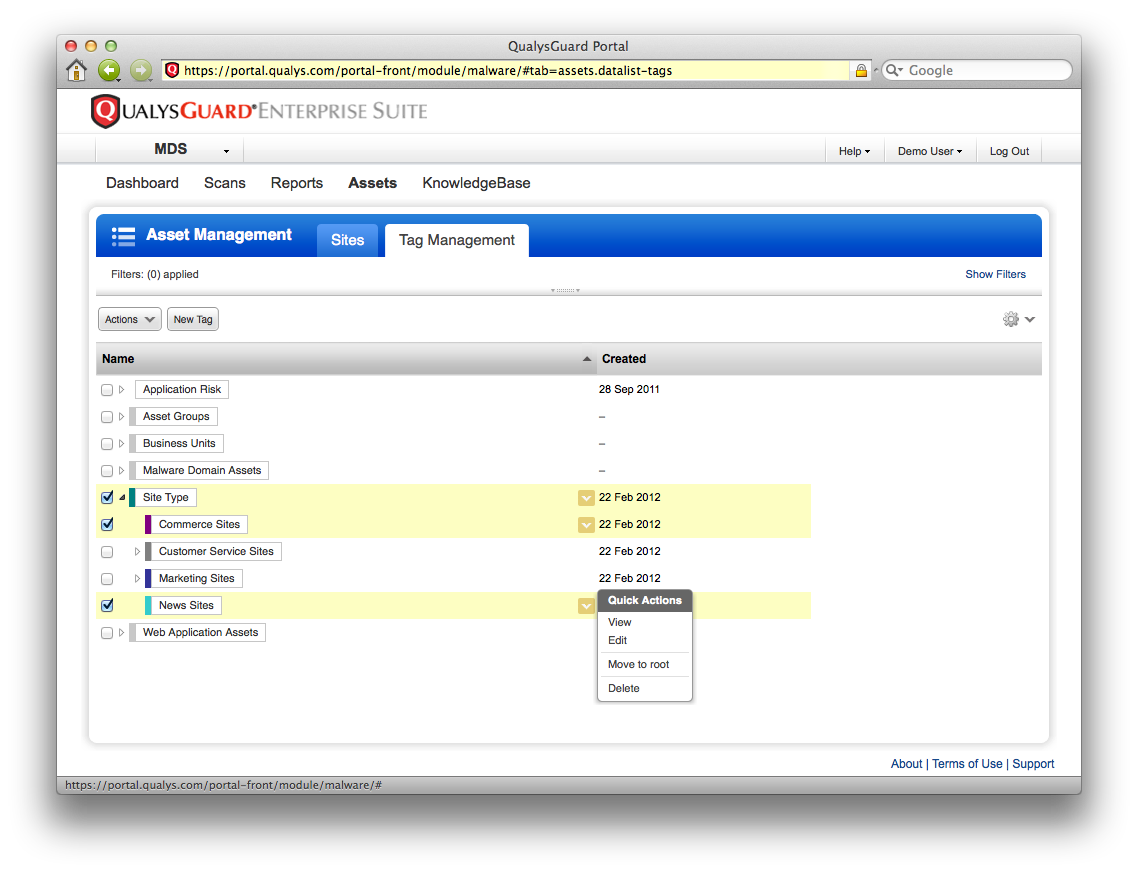 QualysGuard Portal
https://portal.qualys.com/portal-front/module/malware/#tab=assets.datalist-tags
Google
QUALYSGUARD® ENTERPRISE SUITE
MDS
Help
Demo User
Log Out
Dashboard Scans Reports Assets KnowledgeBase
Asset Management Sites Tag Management
Filters: (0) applied
Show Filters
Actions
New Tag
Name Created
Application Risk 28 Sep 2011
Asset Groups –
Business Units –
Malware Domain Assets –
Site Type 22 Feb 2012
Commerce Sites 22 Feb 2012
Customer Service Sites 22 Feb 2012
Marketing Sites 22 Feb 2012
News Sites
Quick Actions
View
Edit
Move to root
Delete
Web Application Assets
About | Terms of Use | Support
https://portal.qualys.com/portal-front/module/malware/#